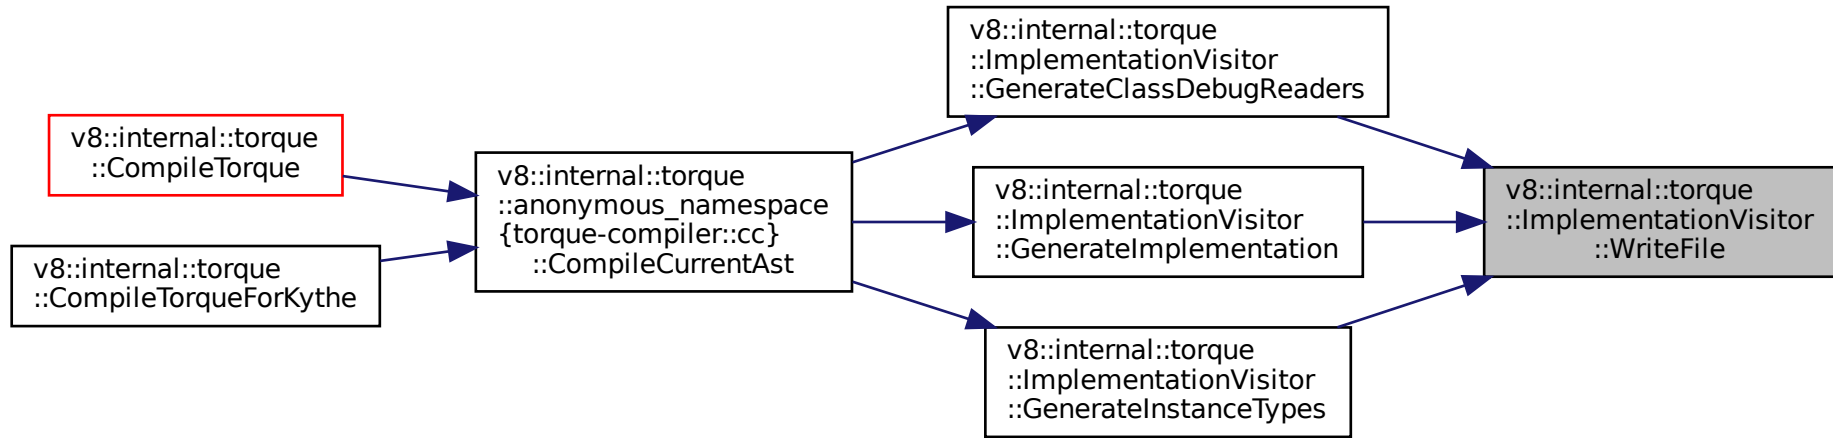 v8::internal::torque
::CompileTorque
v8::internal::torque
::CompileTorqueForKythe
v8::internal::torque
::anonymous_namespace
{torque-compiler::cc}
::CompileCurrentAst
v8::internal::torque
::ImplementationVisitor
::GenerateClassDebugReaders
v8::internal::torque
::ImplementationVisitor
::GenerateImplementation
v8::internal::torque
::ImplementationVisitor
::GenerateInstanceTypes
v8::internal::torque
::ImplementationVisitor
::WriteFile